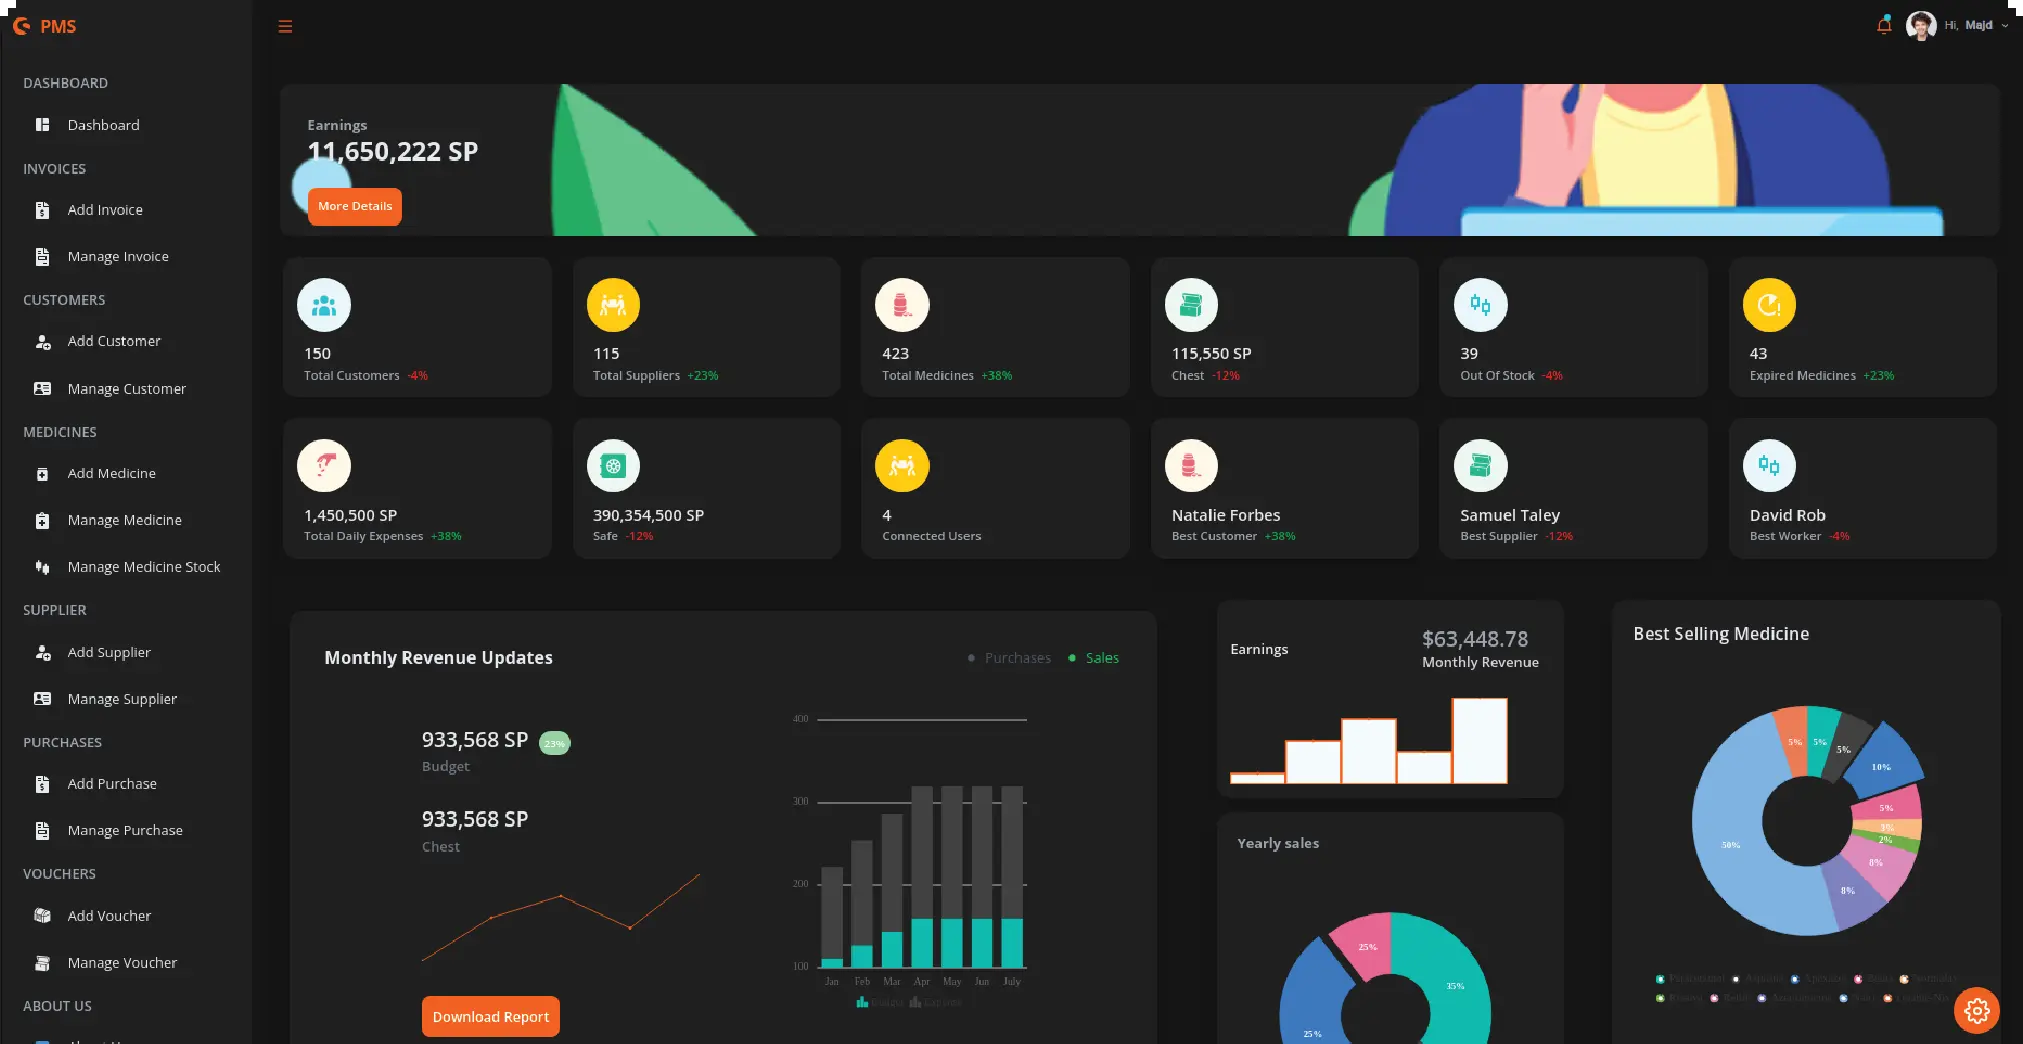 PMS
Hi, Majd
DASHBOARD
Dashboard
INVOICES
Add Invoice
Manage Invoice
CUSTOMERS
Add Customer
Manage Customer
MEDICINES
Add Medicine
Manage Medicine
Manage Medicine Stock
SUPPLIER
Add Supplier
Manage Supplier
PURCHASES
Add Purchase
Manage Purchase
VOUCHERS
Add Voucher
Manage Voucher
ABOUT US
Earnings
11,650,222 SP
More Details
150
Total Customers -4%
115
Total Suppliers +23%
423
Total Medicines +38%
115,550 SP
Chest -12%
39
Out Of Stock -4%
43
Expired Medicines +23%
1,450,500 SP
Total Daily Expenses +38%
390,354,500 SP
Safe -12%
4
Connected Users
Natalie Forbes
Best Customer +38%
Samuel Taley
Best Supplier -12%
David Rob
Best Worker -4%
Monthly Revenue Updates
Purchases Sales
933,568 SP 23%
Budget
933,568 SP
Chest
Download Report
400
300
200
100
Jan Feb Mar Apr May Jun July
Earnings
$63,448.78
Monthly Revenue
Yearly sales
25%
35%
25%
Best Selling Medicine
5%
5%
5%
10%
5%
3%
2%
8%
8%
50%